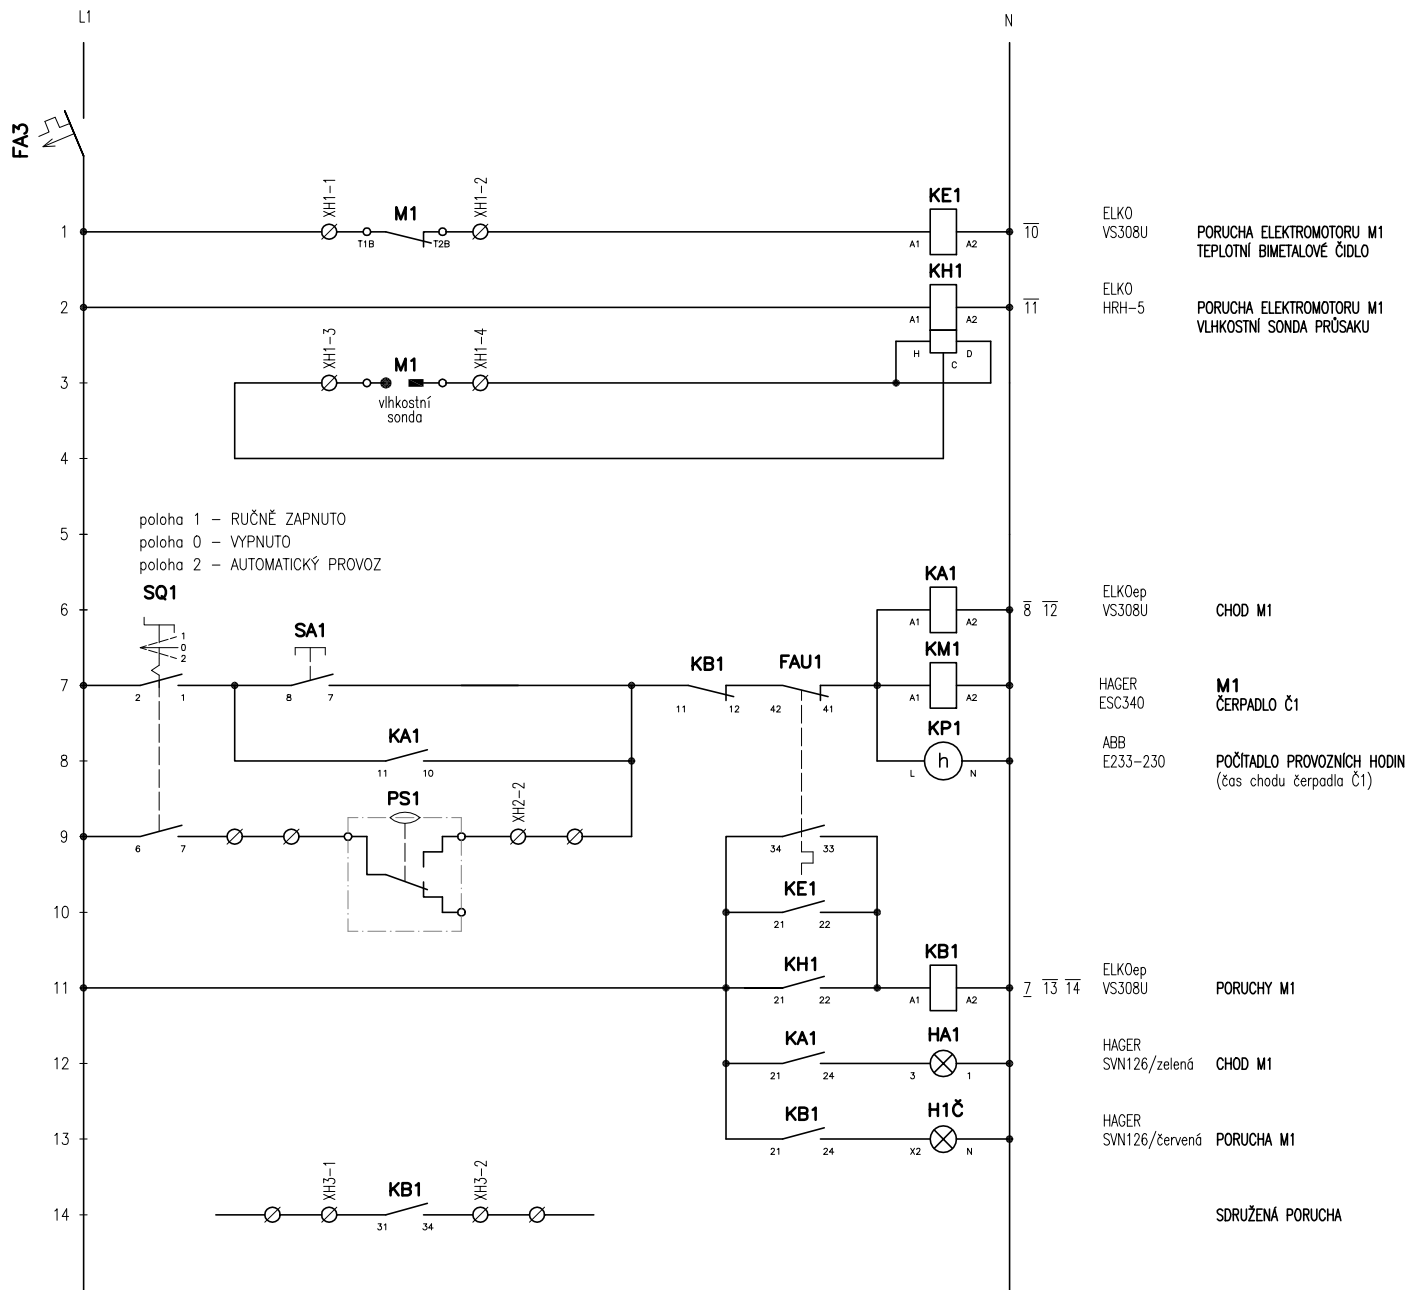 L1 N
FA3
1 XH1-1 T1B M1 T2B XH1-2 A1 KE1 A2 10 ELKO
VS308U PORUCHA ELEKTROMOTORU M1
TEPLOTNÍ BIMETALOVÉ ČIDLO
2 A1 KH1 A2 11 ELKO
HRH-5 PORUCHA ELEKTROMOTORU M1
VLHKOSTNÍ SONDA PRŮSAKU
H C D
3 XH1-3 M1 XH1-4
vlhkostní
sonda
4
5
poloha 1 - RUČNĚ ZAPNUTO
poloha 0 - VYPNUTO
poloha 2 - AUTOMATICKÝ PROVOZ
SQ1
1
0
2
6 A1 KA1 A2 8 12 ELKOep
VS308U CHOD M1
SA1
7 2 1 8 7 KB1 11 12 FAU1 42 41 A1 KM1 A2 HAGER
ESC340 M1
ČERPADLO Č1
8 KA1 11 10 L KP1 h N ABB
E233-230 POČÍTADLO PROVOZNÍCH HODIN
(čas chodu čerpadla Č1)
9 6 7 PS1 XH2-2 34 33
10 KE1 21 22
11 KH1 21 22 A1 KB1 A2 7 13 14 ELKOep
VS308U PORUCHY M1
12 KA1 21 24 3 HA1 1 HAGER
SVN126/zelená CHOD M1
13 KB1 21 24 X2 H1Č N HAGER
SVN126/červená PORUCHA M1
14 XH3-1 KB1 31 34 XH3-2 SDRUŽENÁ PORUCHA